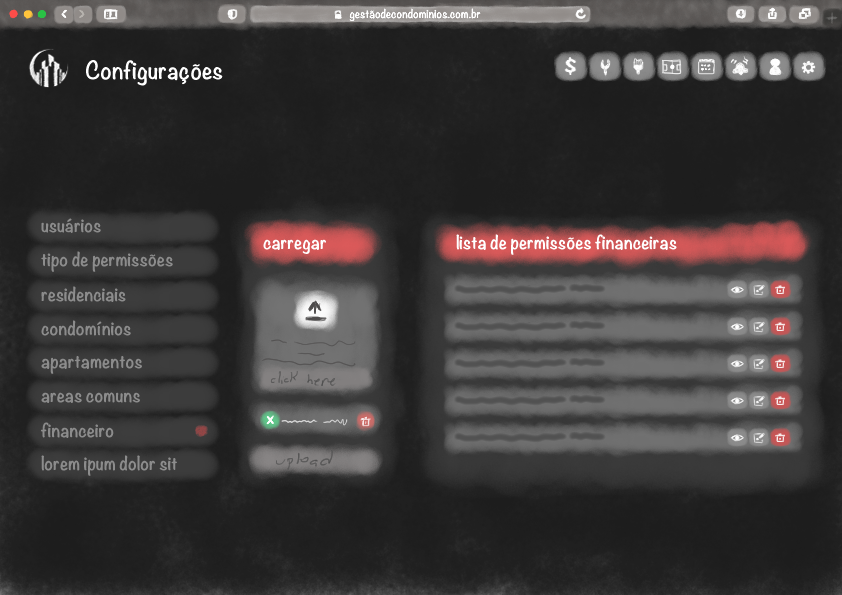 gestãodecondomínios.com.br
Configurações
usuários
tipo de permissões
residenciais
condomínios
apartamentos
areas comuns
financeiro
lorem ipum dolor sit
carregar
click here
X
upload
lista de permissões financeiras